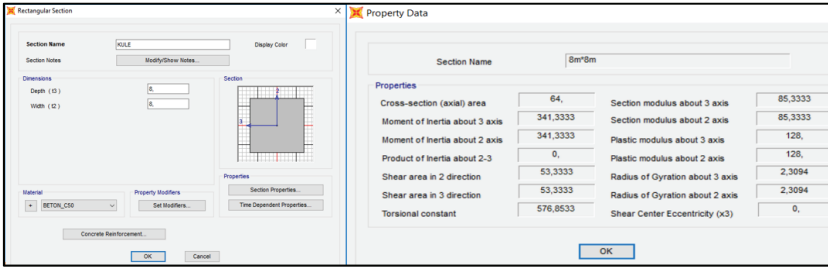 Rectangular Section
Section Name KULE Display Color
Section Notes Modify/Show Notes...
Dimensions
Depth ( t3 ) 8,
Width ( t2 ) 8,
Section
2
3
Properties
Section Properties...
Time Dependent Properties...
Material
+ BETON_C50
Property Modifiers
Set Modifiers...
Concrete Reinforcement...
OK Cancel
Property Data
Section Name 8m*8m
Properties
Cross-section (axial) area 64, Section modulus about 3 axis 85,3333
Moment of Inertia about 3 axis 341,3333 Section modulus about 2 axis 85,3333
Moment of Inertia about 2 axis 341,3333 Plastic modulus about 3 axis 128,
Product of Inertia about 2-3 0, Plastic modulus about 2 axis 128,
Shear area in 2 direction 53,3333 Radius of Gyration about 3 axis 2,3094
Shear area in 3 direction 53,3333 Radius of Gyration about 2 axis 2,3094
Torsional constant 576,8533 Shear Center Eccentricity (x3) 0,
OK